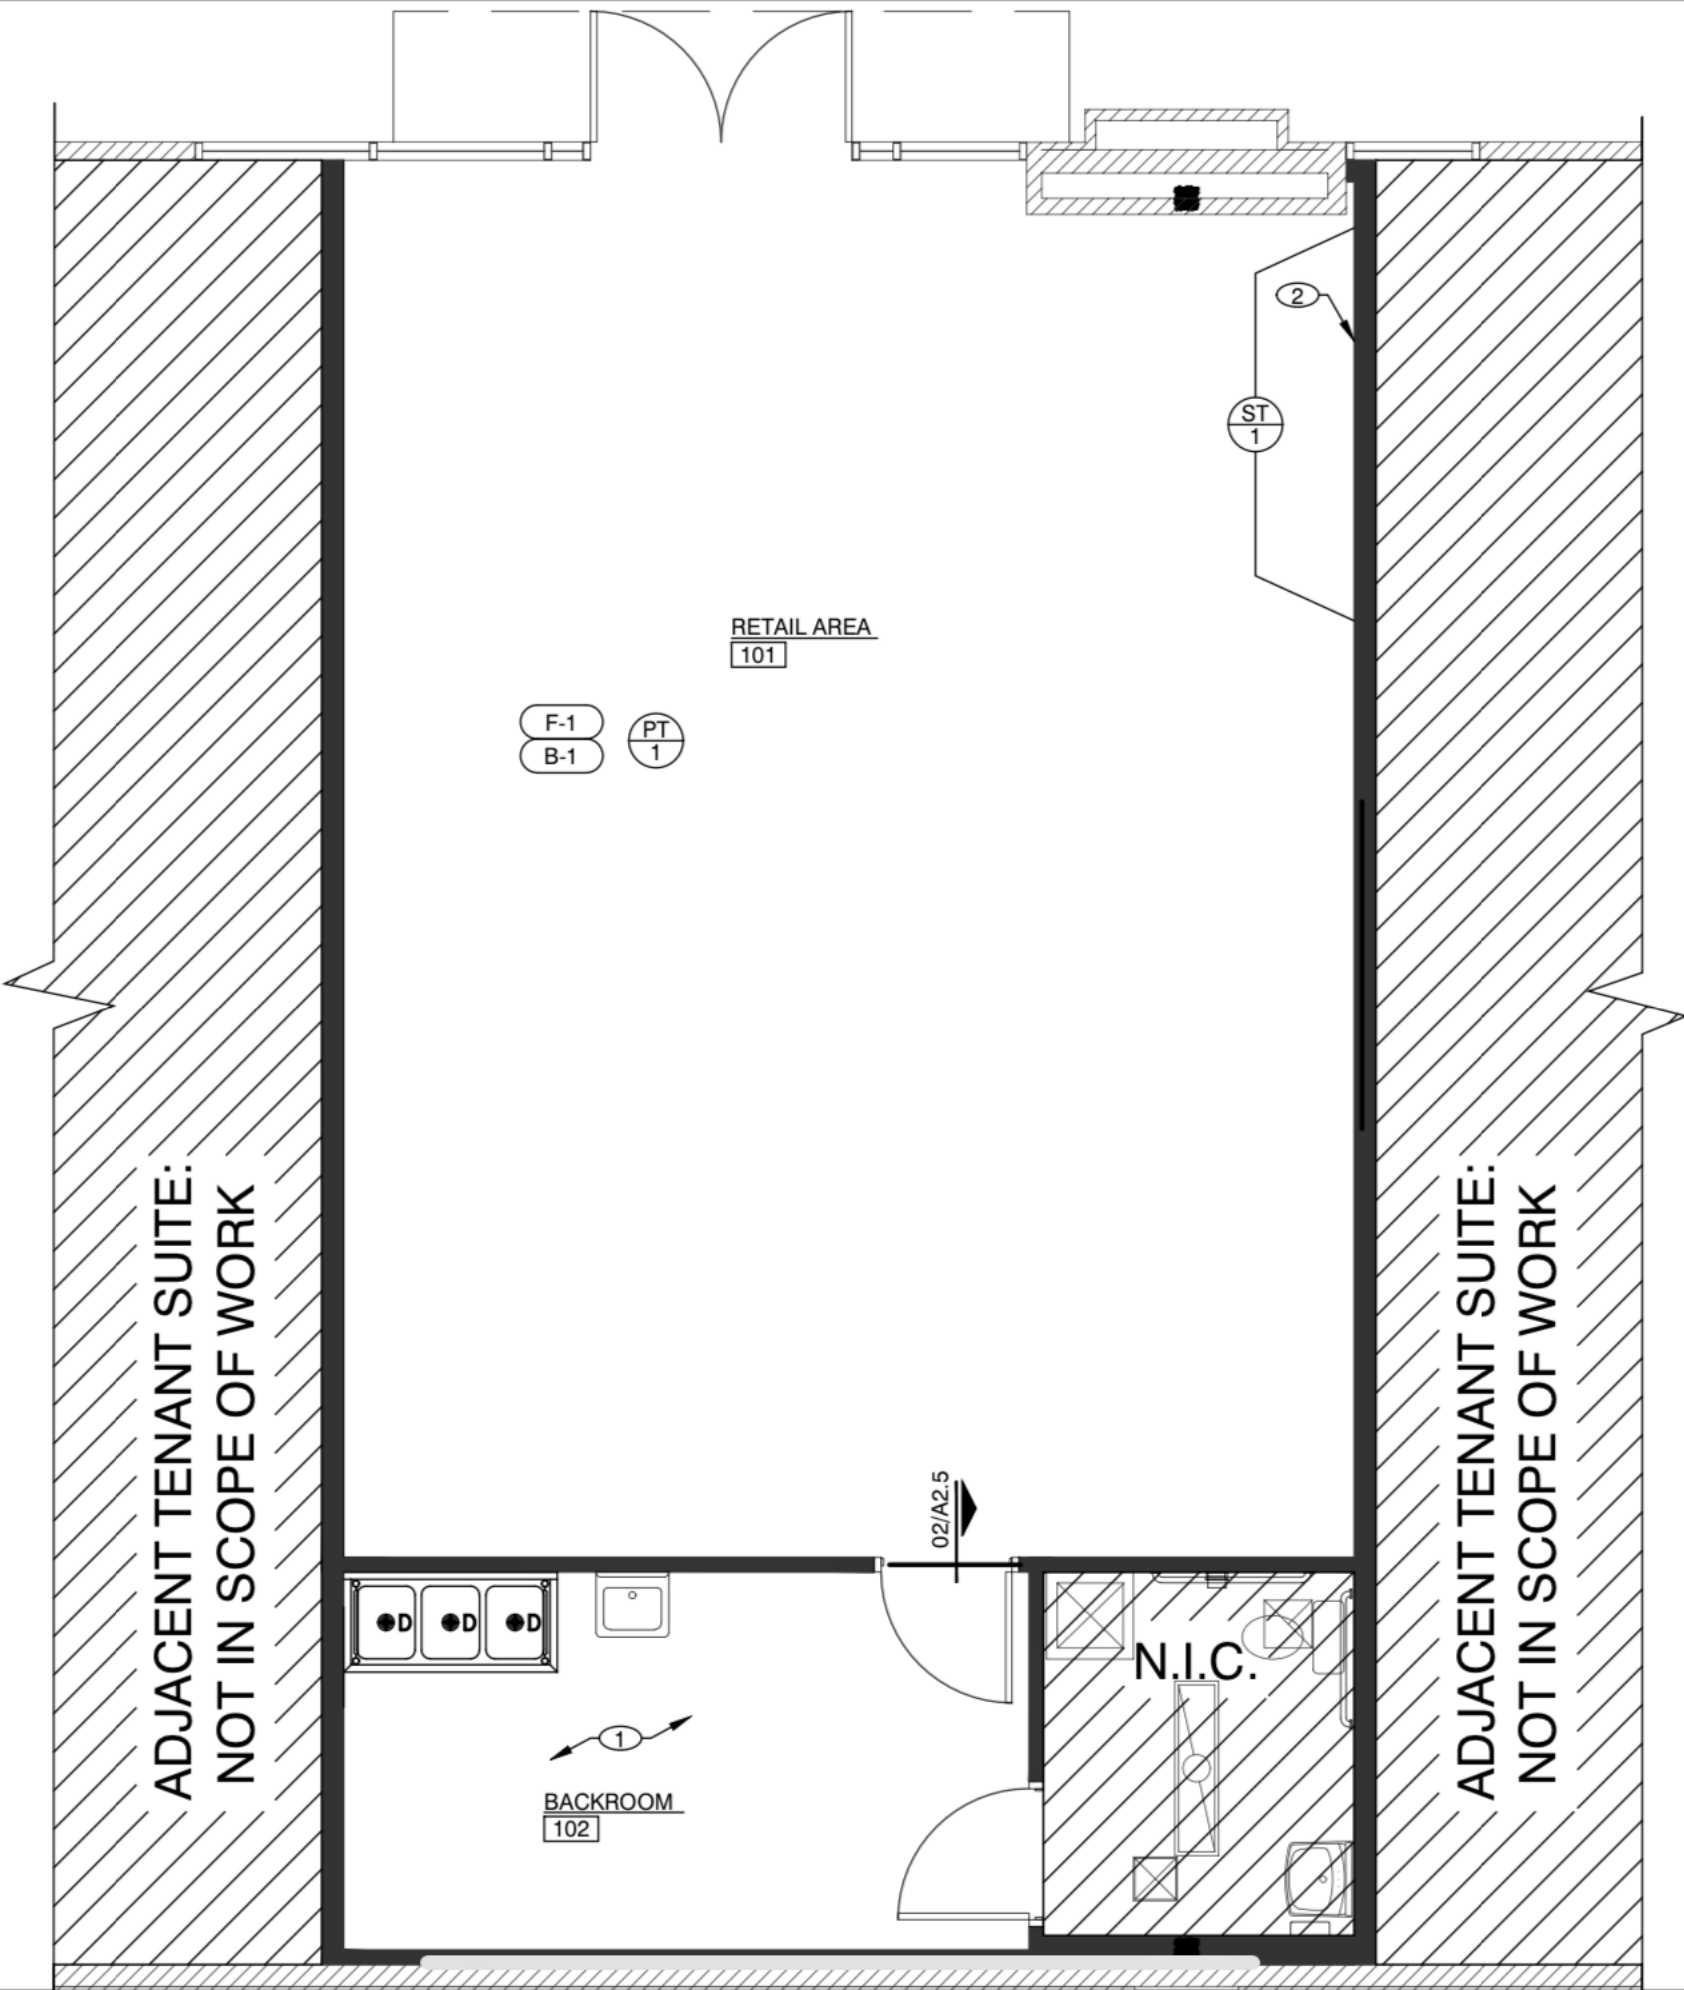 2
ST
1
RETAIL AREA
101
F-1
B-1
PT
1
ADJACENT TENANT SUITE:
NOT IN SCOPE OF WORK
ADJACENT TENANT SUITE:
NOT IN SCOPE OF WORK
02/A2.5
D
D
D
N.I.C.
1
BACKROOM
102